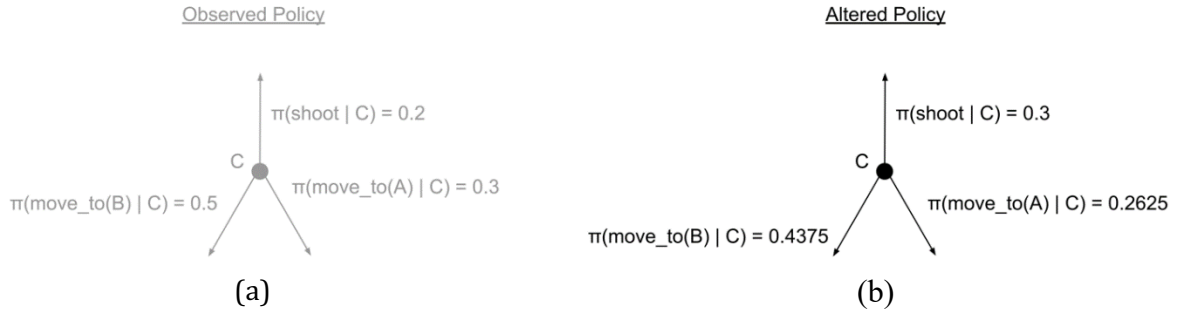 Observed Policy
π(shoot | C) = 0.2
C
π(move_to(A) | C) = 0.3
π(move_to(B) | C) = 0.5
(a)
Altered Policy
π(shoot | C) = 0.3
C
π(move_to(A) | C) = 0.2625
π(move_to(B) | C) = 0.4375
(b)